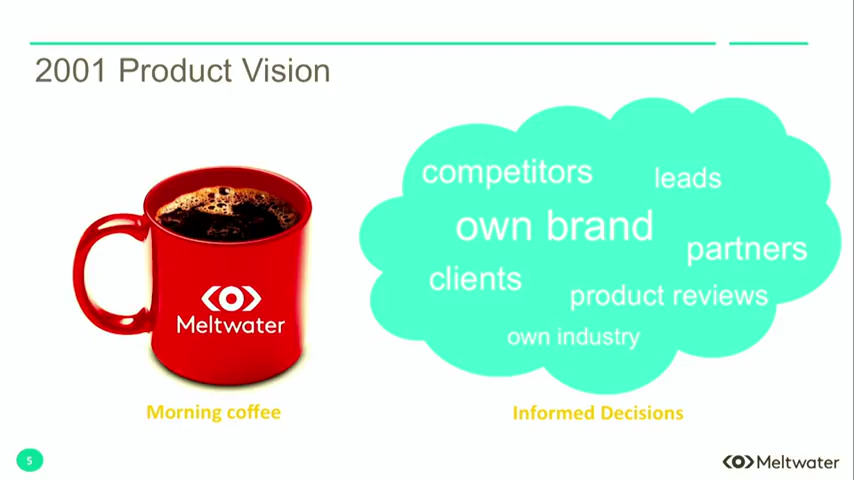 2001 Product Vision
competitors
leads
own brand
partners
clients
product reviews
own industry
Meltwater
Morning coffee
Informed Decisions
5
Meltwater